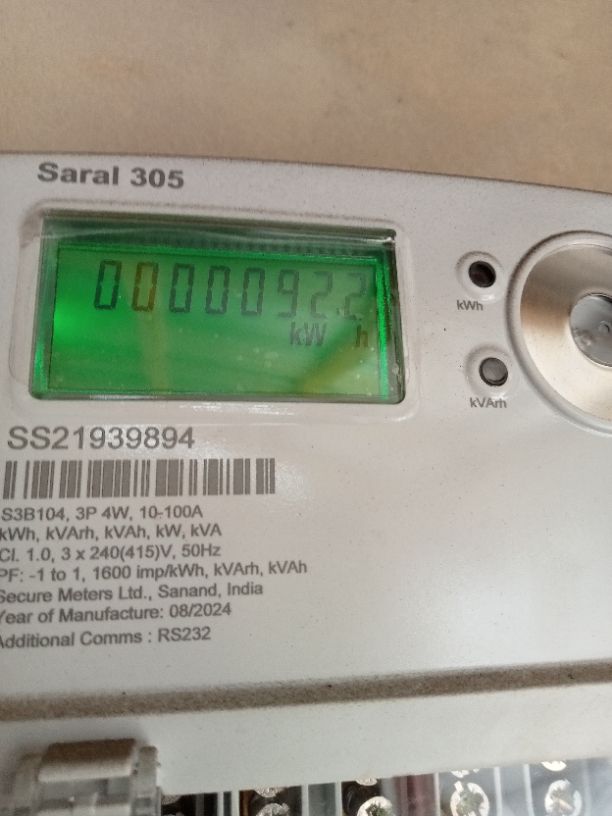 Saral 305
0000092.2
kW h
kWh
kVArh
SS21939894
S3B104, 3P 4W, 10-100A
kWh, kVArh, kVAh, kW, kVA
Cl. 1.0, 3 x 240(415)V, 50Hz
PF: -1 to 1, 1600 imp/kWh, kVArh, kVAh
Secure Meters Ltd., Sanand, India
Year of Manufacture: 08/2024
Additional Comms : RS232